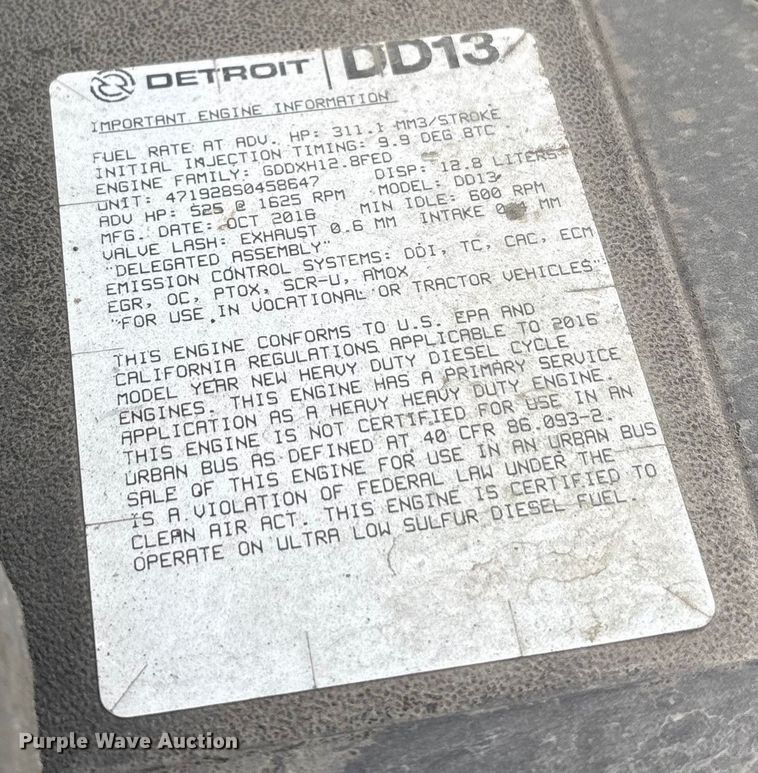 DETROIT | DD13
IMPORTANT ENGINE INFORMATION
FUEL RATE AT ADV. HP: 311.1 MM3/STROKE
INITIAL INJECTION TIMING: 9.9 DEG BTC
ENGINE FAMILY: GDDXH12.8FED DISP: 12.8 LITERS
UNIT: 471928S0458647 MODEL: DD13
ADV HP: 525 @ 1625 RPM MIN IDLE: 600 RPM
MFG. DATE: OCT 2016 INTAKE MM
VALVE LASH: EXHAUST 0.6 MM
"DELEGATED ASSEMBLY"
EMISSION CONTROL SYSTEMS: DDI, TC, CAC, ECM
EGR, OC, PTOX, SCR-U, AMOX
"FOR USE IN VOCATIONAL OR TRACTOR VEHICLES"
THIS ENGINE CONFORMS TO U.S. EPA AND
CALIFORNIA REGULATIONS APPLICABLE TO 2016
MODEL YEAR NEW HEAVY DUTY DIESEL CYCLE
ENGINES. THIS ENGINE HAS A PRIMARY SERVICE
APPLICATION AS A HEAVY HEAVY DUTY ENGINE.
THIS ENGINE IS NOT CERTIFIED FOR USE IN AN
URBAN BUS AS DEFINED AT 40 CFR 86.093-2.
SALE OF THIS ENGINE FOR USE IN AN URBAN BUS
IS A VIOLATION OF FEDERAL LAW UNDER THE
CLEAN AIR ACT. THIS ENGINE IS CERTIFIED TO
OPERATE ON ULTRA LOW SULFUR DIESEL FUEL.
Purple Wave Auction